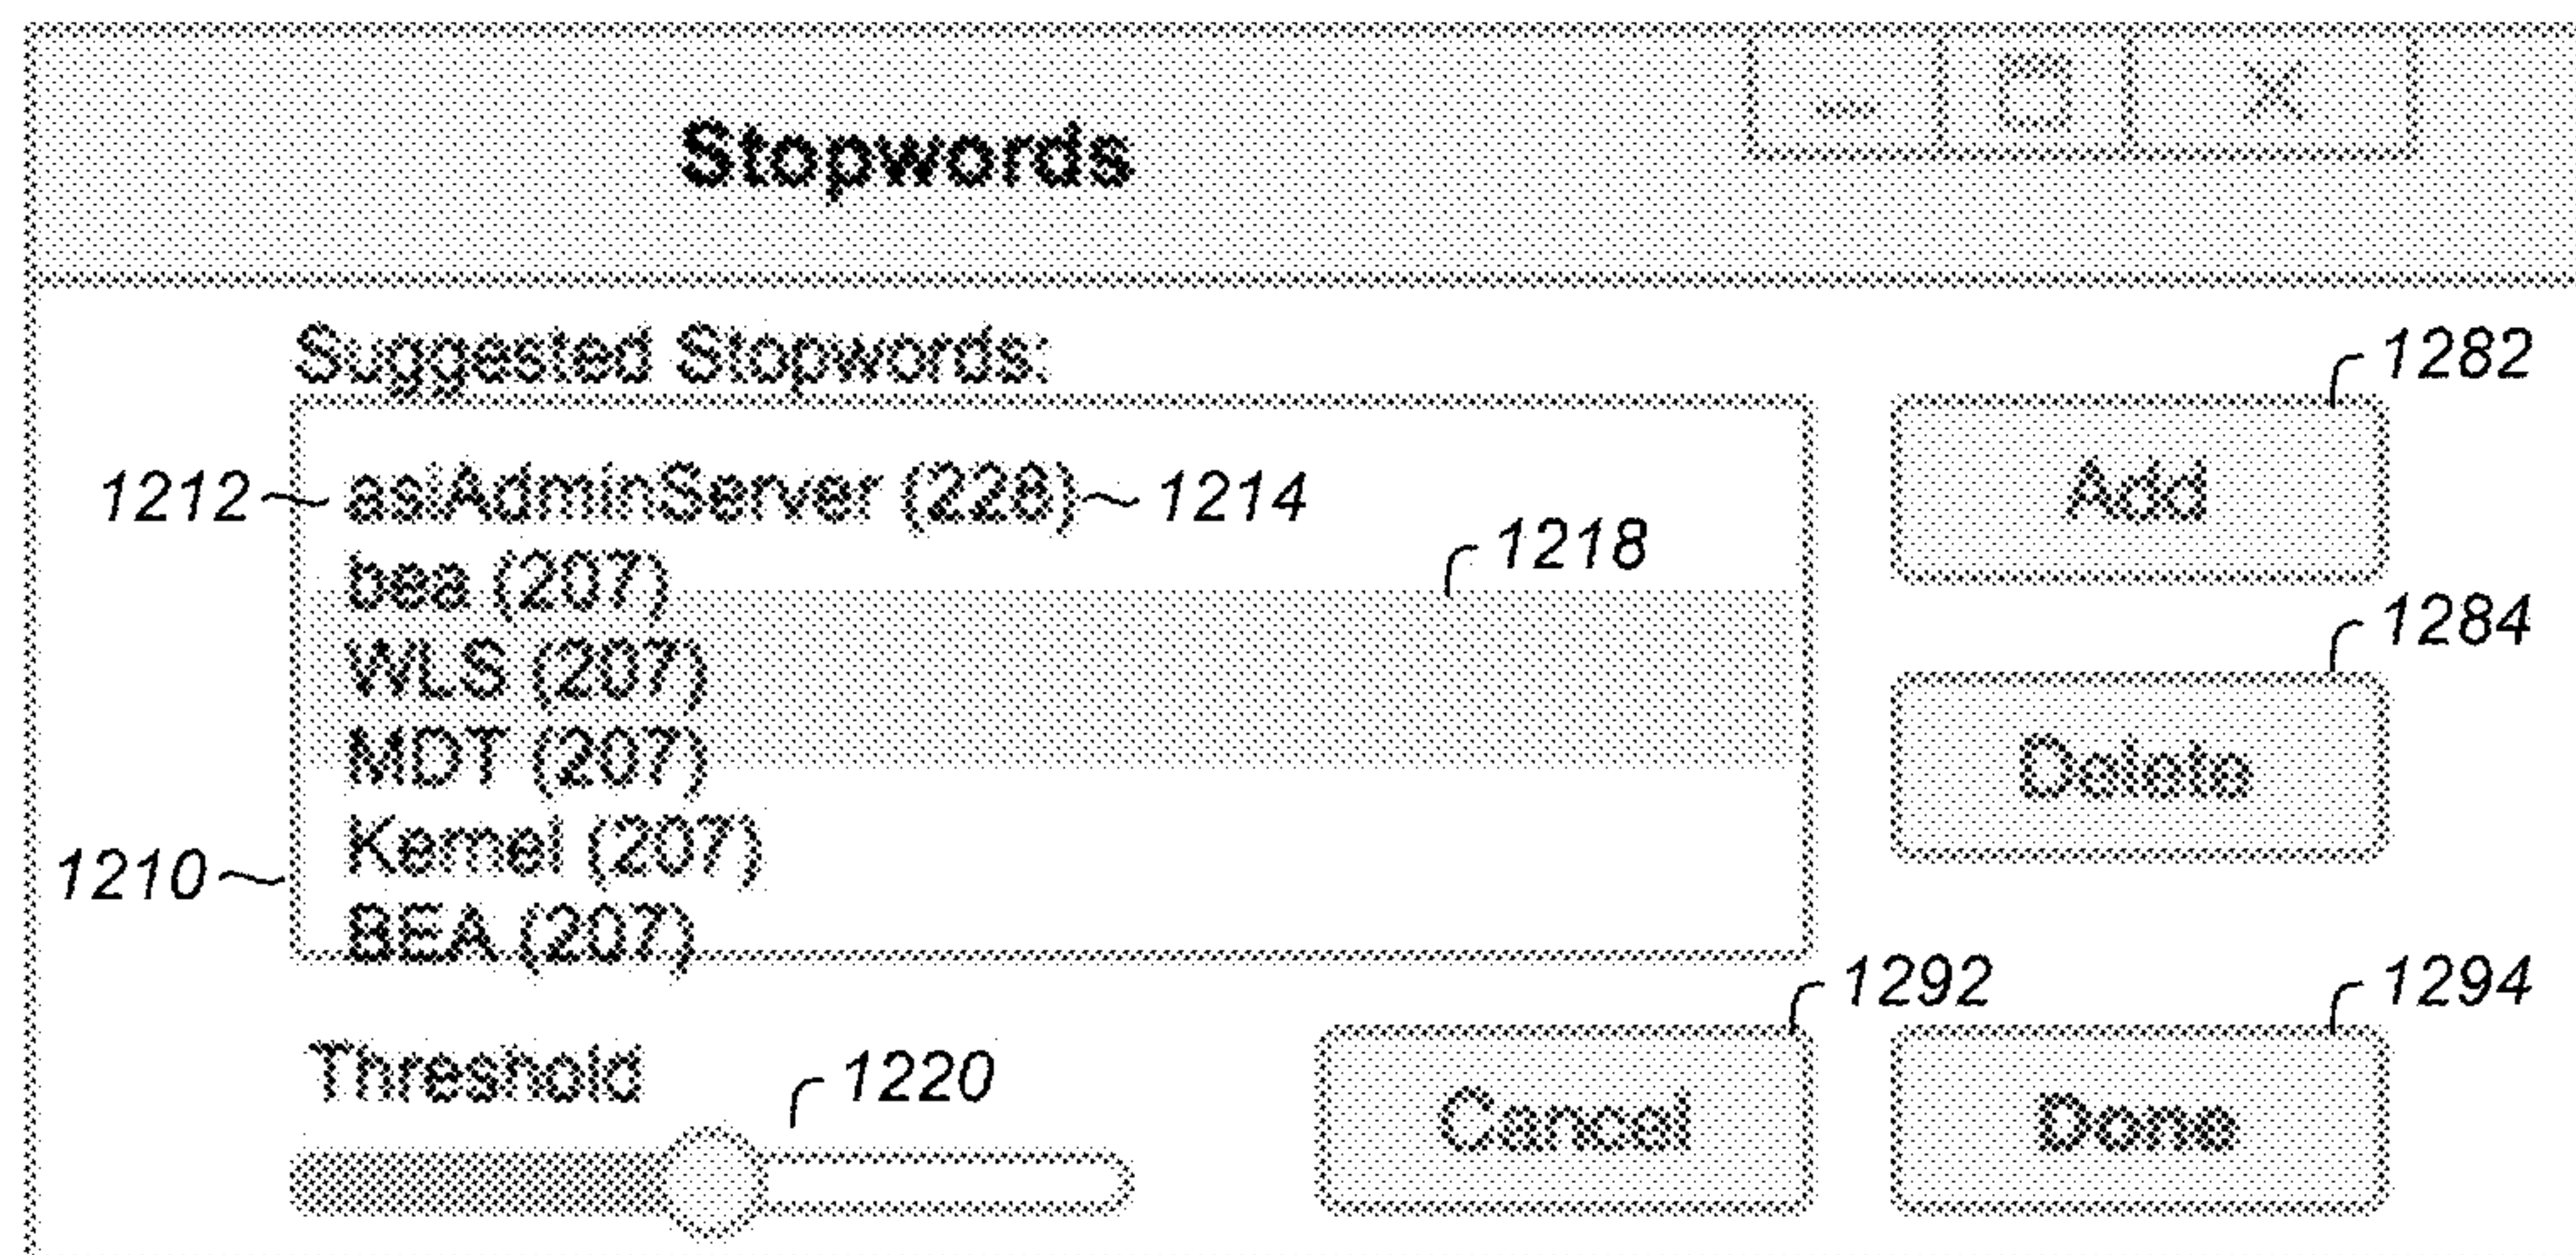 Stopwords
Suggested Stopwords:
1282
1212 asiAdminServer (228) 1214
Add
1218
bea (207)
1284
WLS (207)
MDT (207)
Delete
Kernel (207)
1210
BEA (207)
1292
1294
Threshold
1220
Cancel
Done